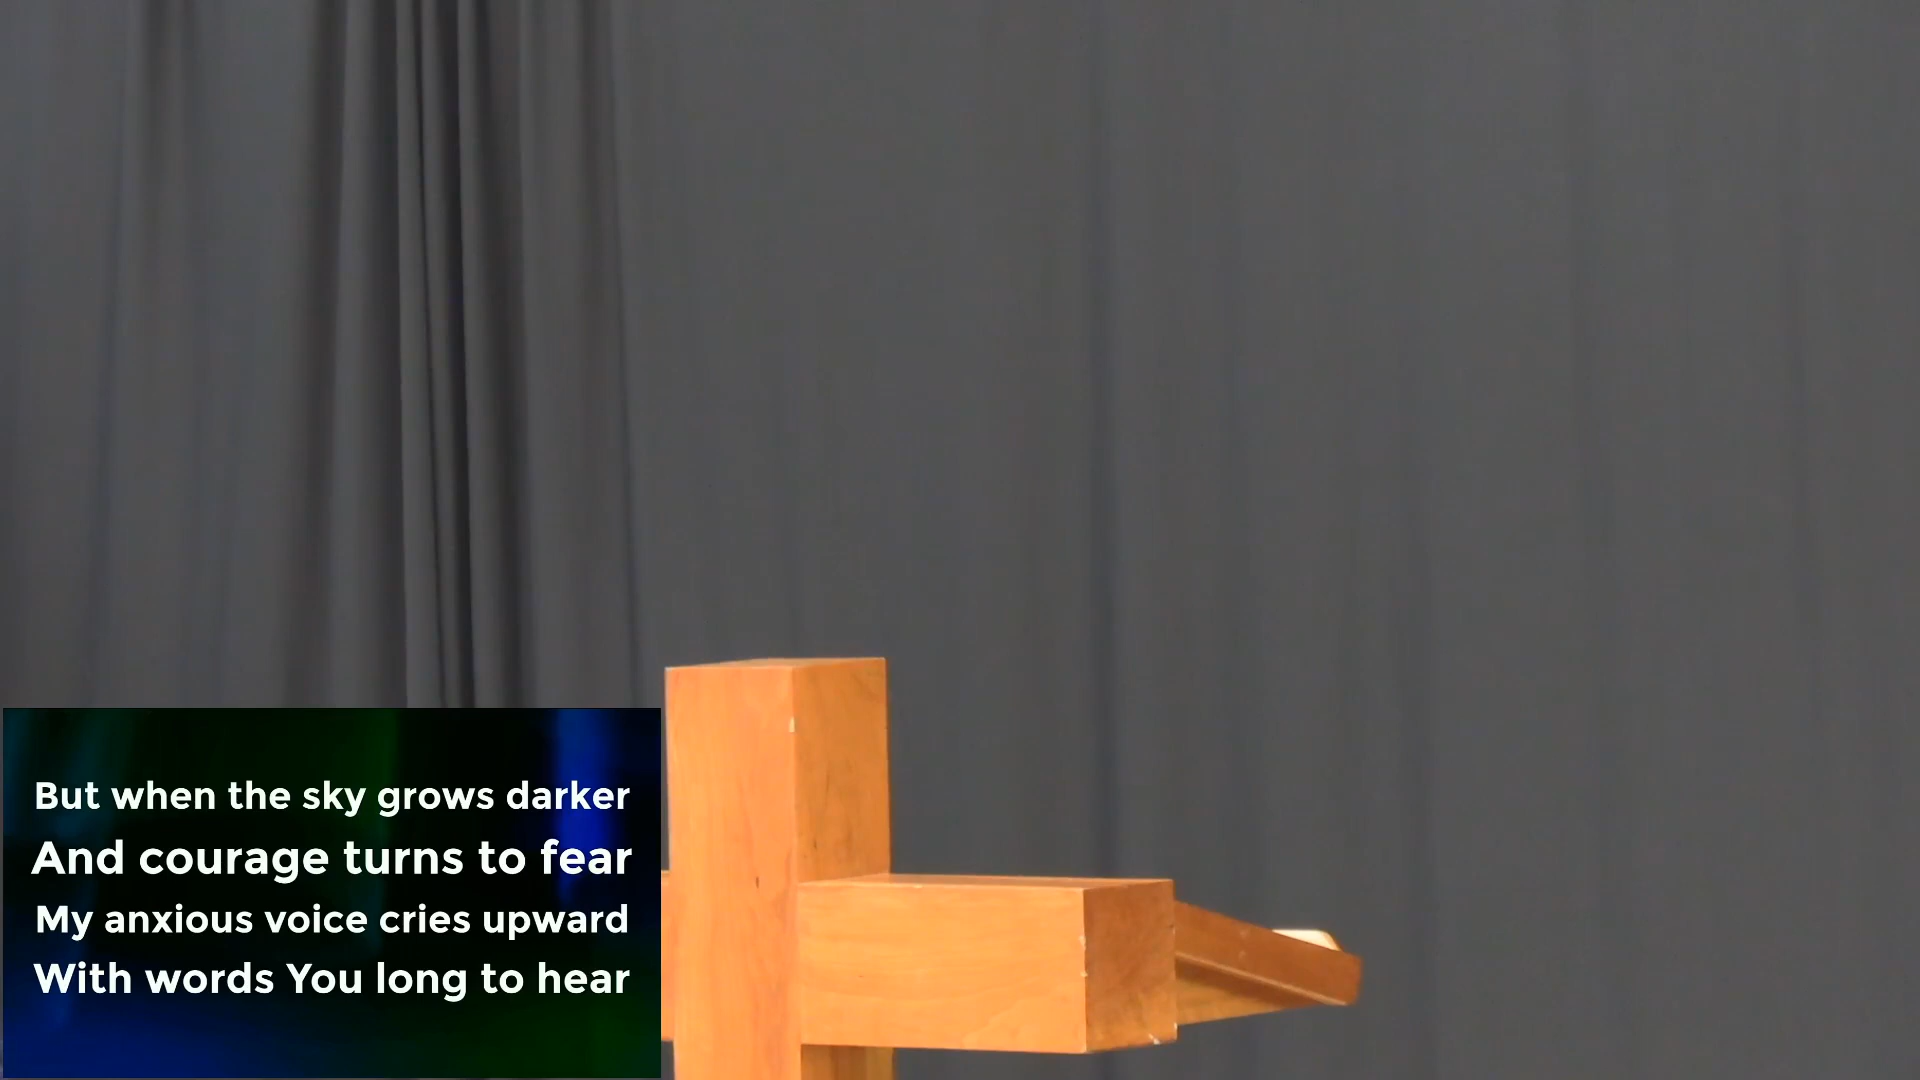 But when the sky grows darker
And courage turns to fear
My anxious voice cries upward
With words You long to hear